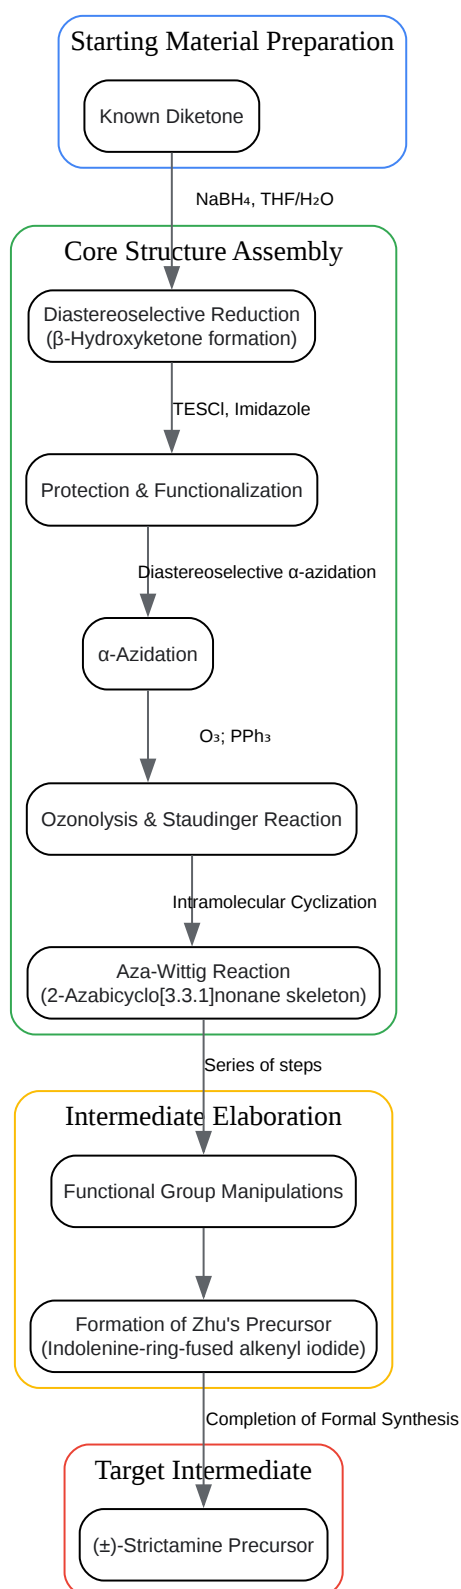 Starting Material Preparation
Known Diketone
NaBH₄, THF/H₂O
Core Structure Assembly
Diastereoselective Reduction
(β-Hydroxyketone formation)
TESCl, Imidazole
Protection & Functionalization
Diastereoselective α-azidation
α-Azidation
O₃; PPh₃
Ozonolysis & Staudinger Reaction
Intramolecular Cyclization
Aza-Wittig Reaction
(2-Azabicyclo[3.3.1]nonane skeleton)
Series of steps
Intermediate Elaboration
Functional Group Manipulations
Formation of Zhu's Precursor
(Indolenine-ring-fused alkenyl iodide)
Completion of Formal Synthesis
Target Intermediate
(±)-Strictamine Precursor